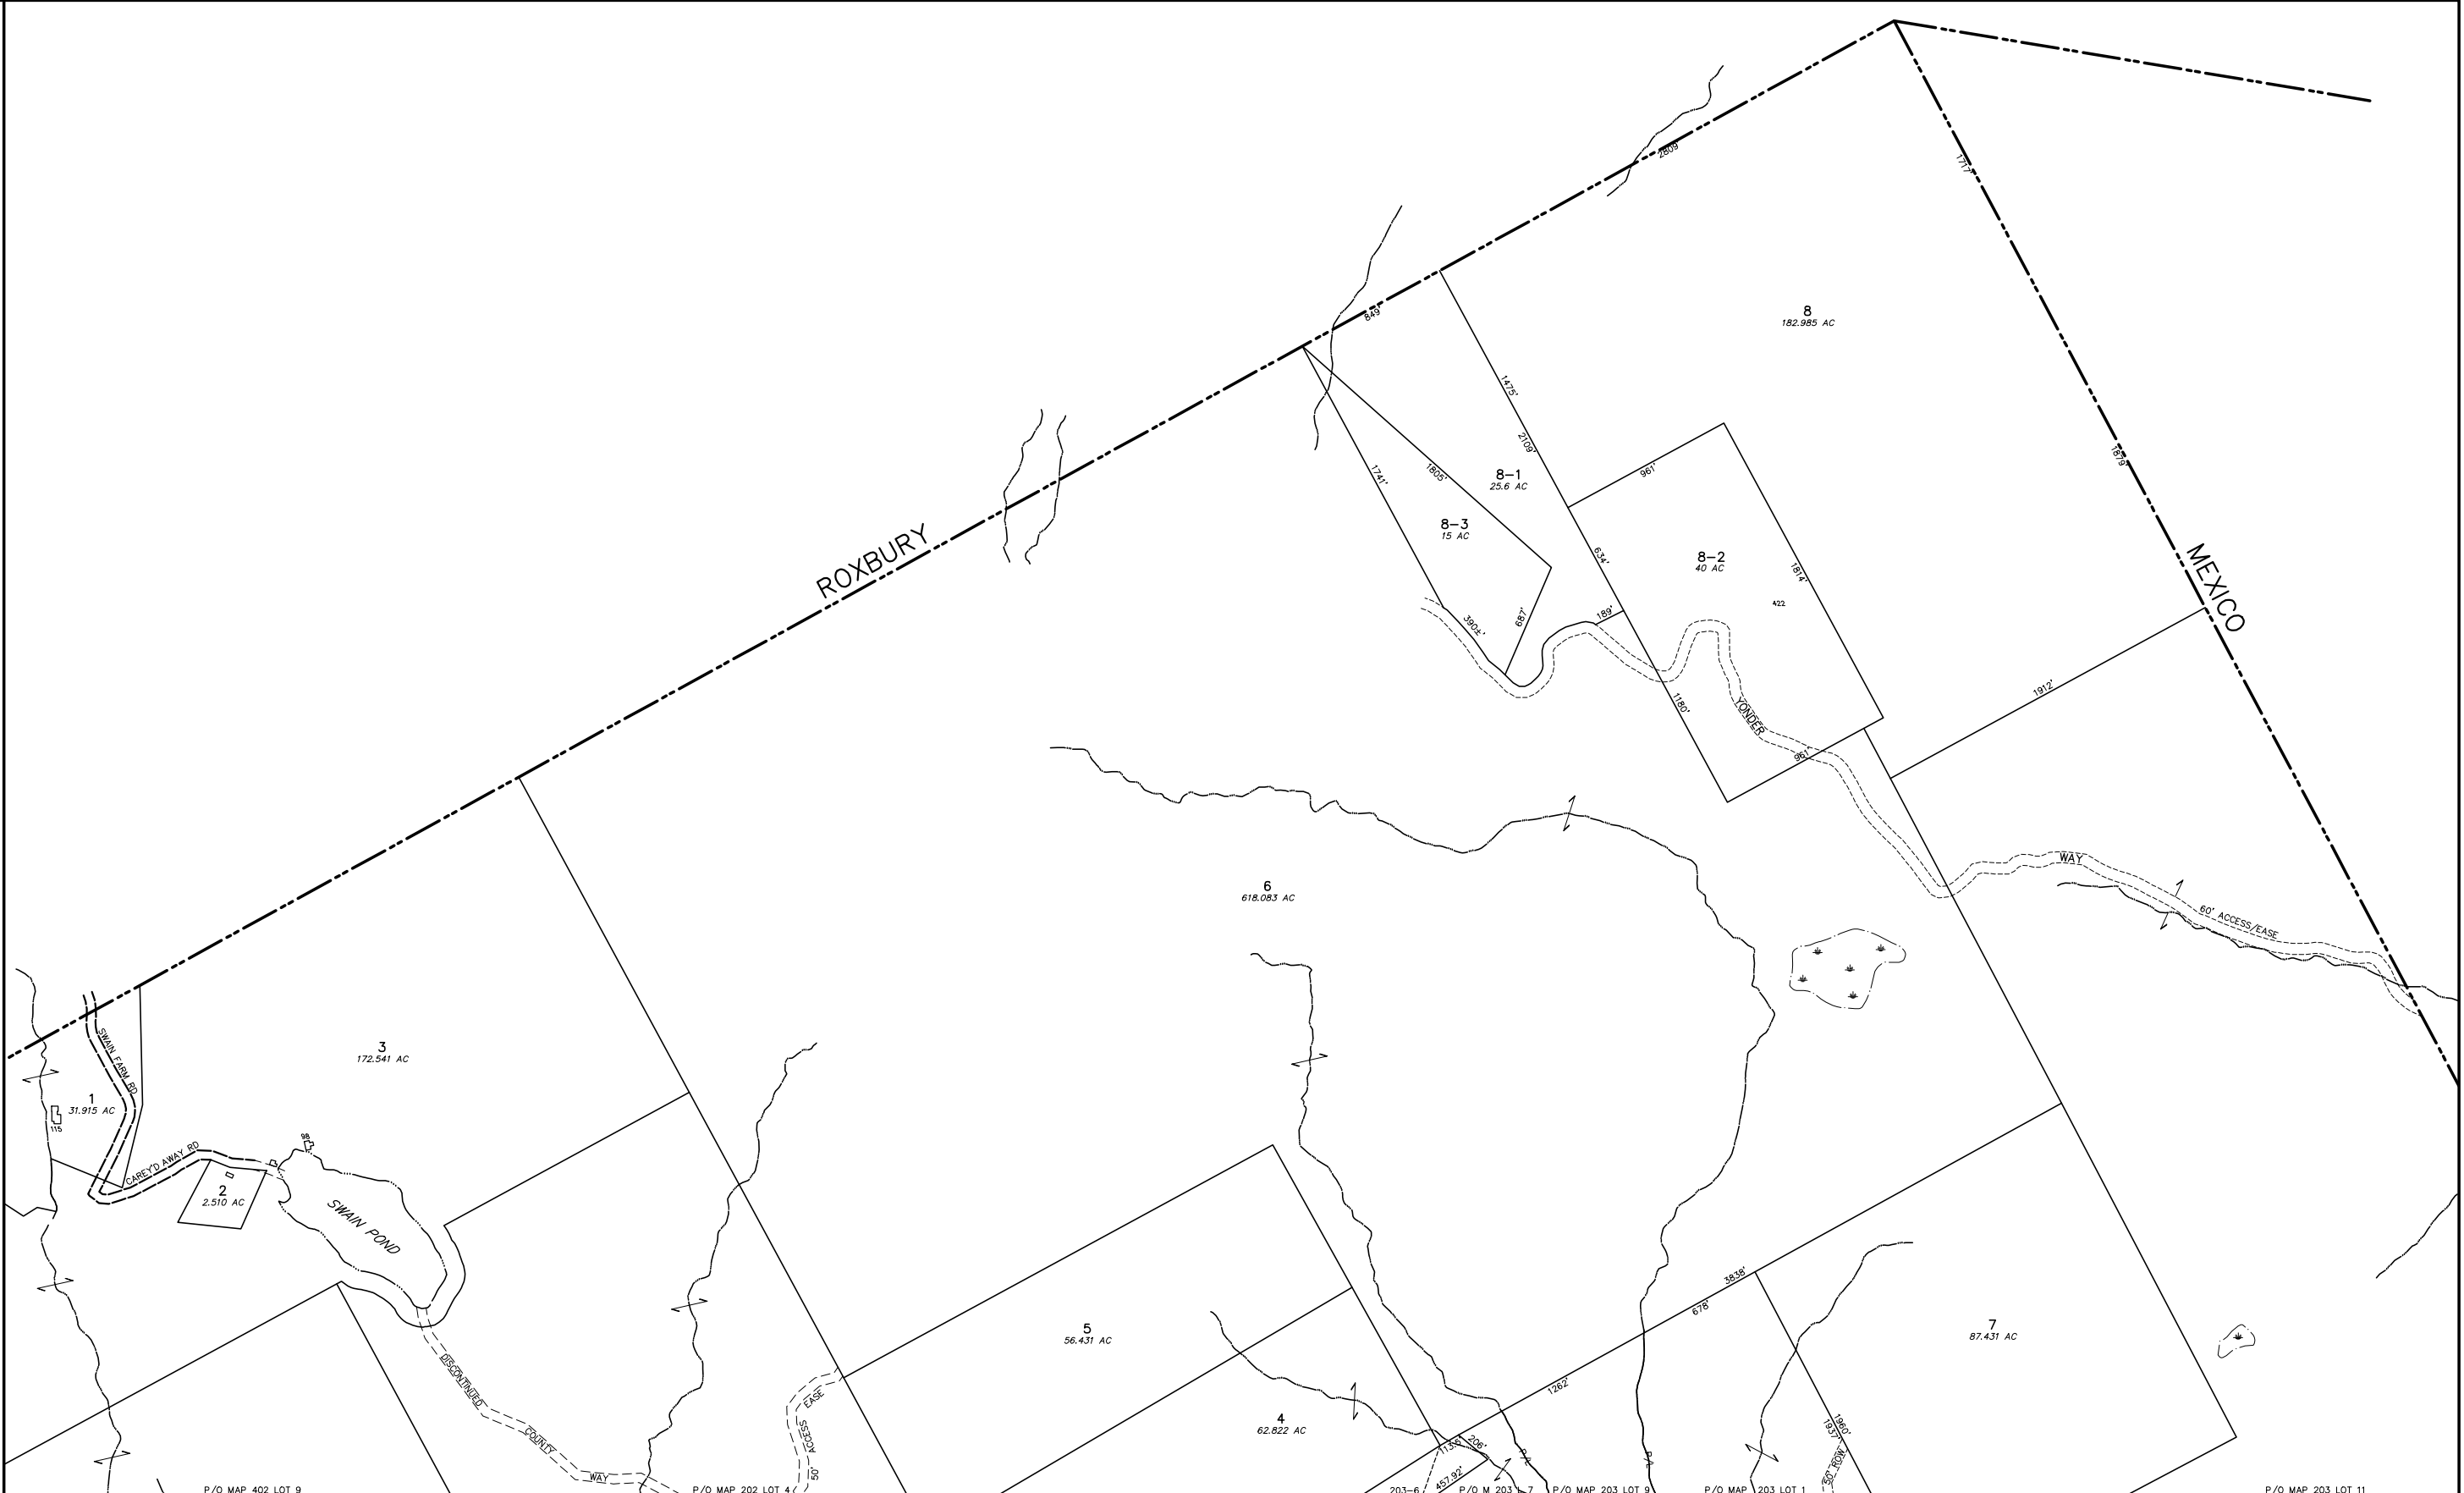 2809'
1717'
849'
8
182.985 AC
1475'
2109'
961'
1741'
1805'
8-1
25.6 AC
1879'
8-3
15 AC
ROXBURY
634'
8-2
40 AC
1814'
422
MEXICO
390±'
687'
189'
1180'
YONDER
1912'
961'
WAY
6
618.083 AC
60' ACCESS/EASE
SWAIN FARM RD
3
172.541 AC
1
31.915 AC
115
98
CAREY'D AWAY RD
2
2.510 AC
SWAIN POND
3838'
678'
5
56.431 AC
7
87.431 AC
DISCONTINUED
COUNTY
WAY
50'
ACCESS
EASE
1262'
4
62.822 AC
1960'
1937'
206'
457.92'
P/L
P/L
50' ROW
P/O MAP 402 LOT 9
P/O MAP 202 LOT 4
203-6
P/O MAP 203 LOT 9
P/O MAP 203 LOT 1
P/O MAP 203 LOT 11